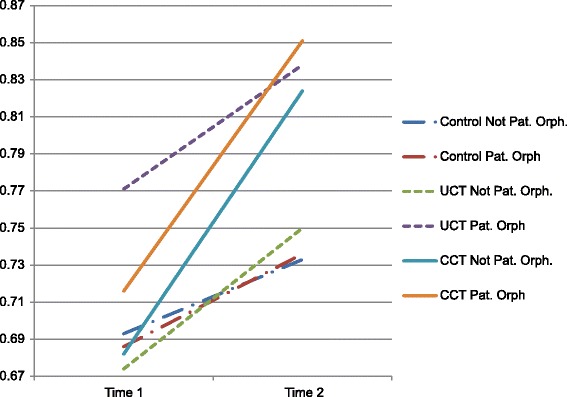 0.87
0.85
0.83
0.81
0.79
0.77
0.75
0.73
0.71
0.69
0.67
Time 1 Time 2
Control Not Pat. Orph.
Control Pat. Orph
UCT Not Pat. Orph.
UCT Pat. Orph
CCT Not Pat. Orph.
CCT Pat. Orph